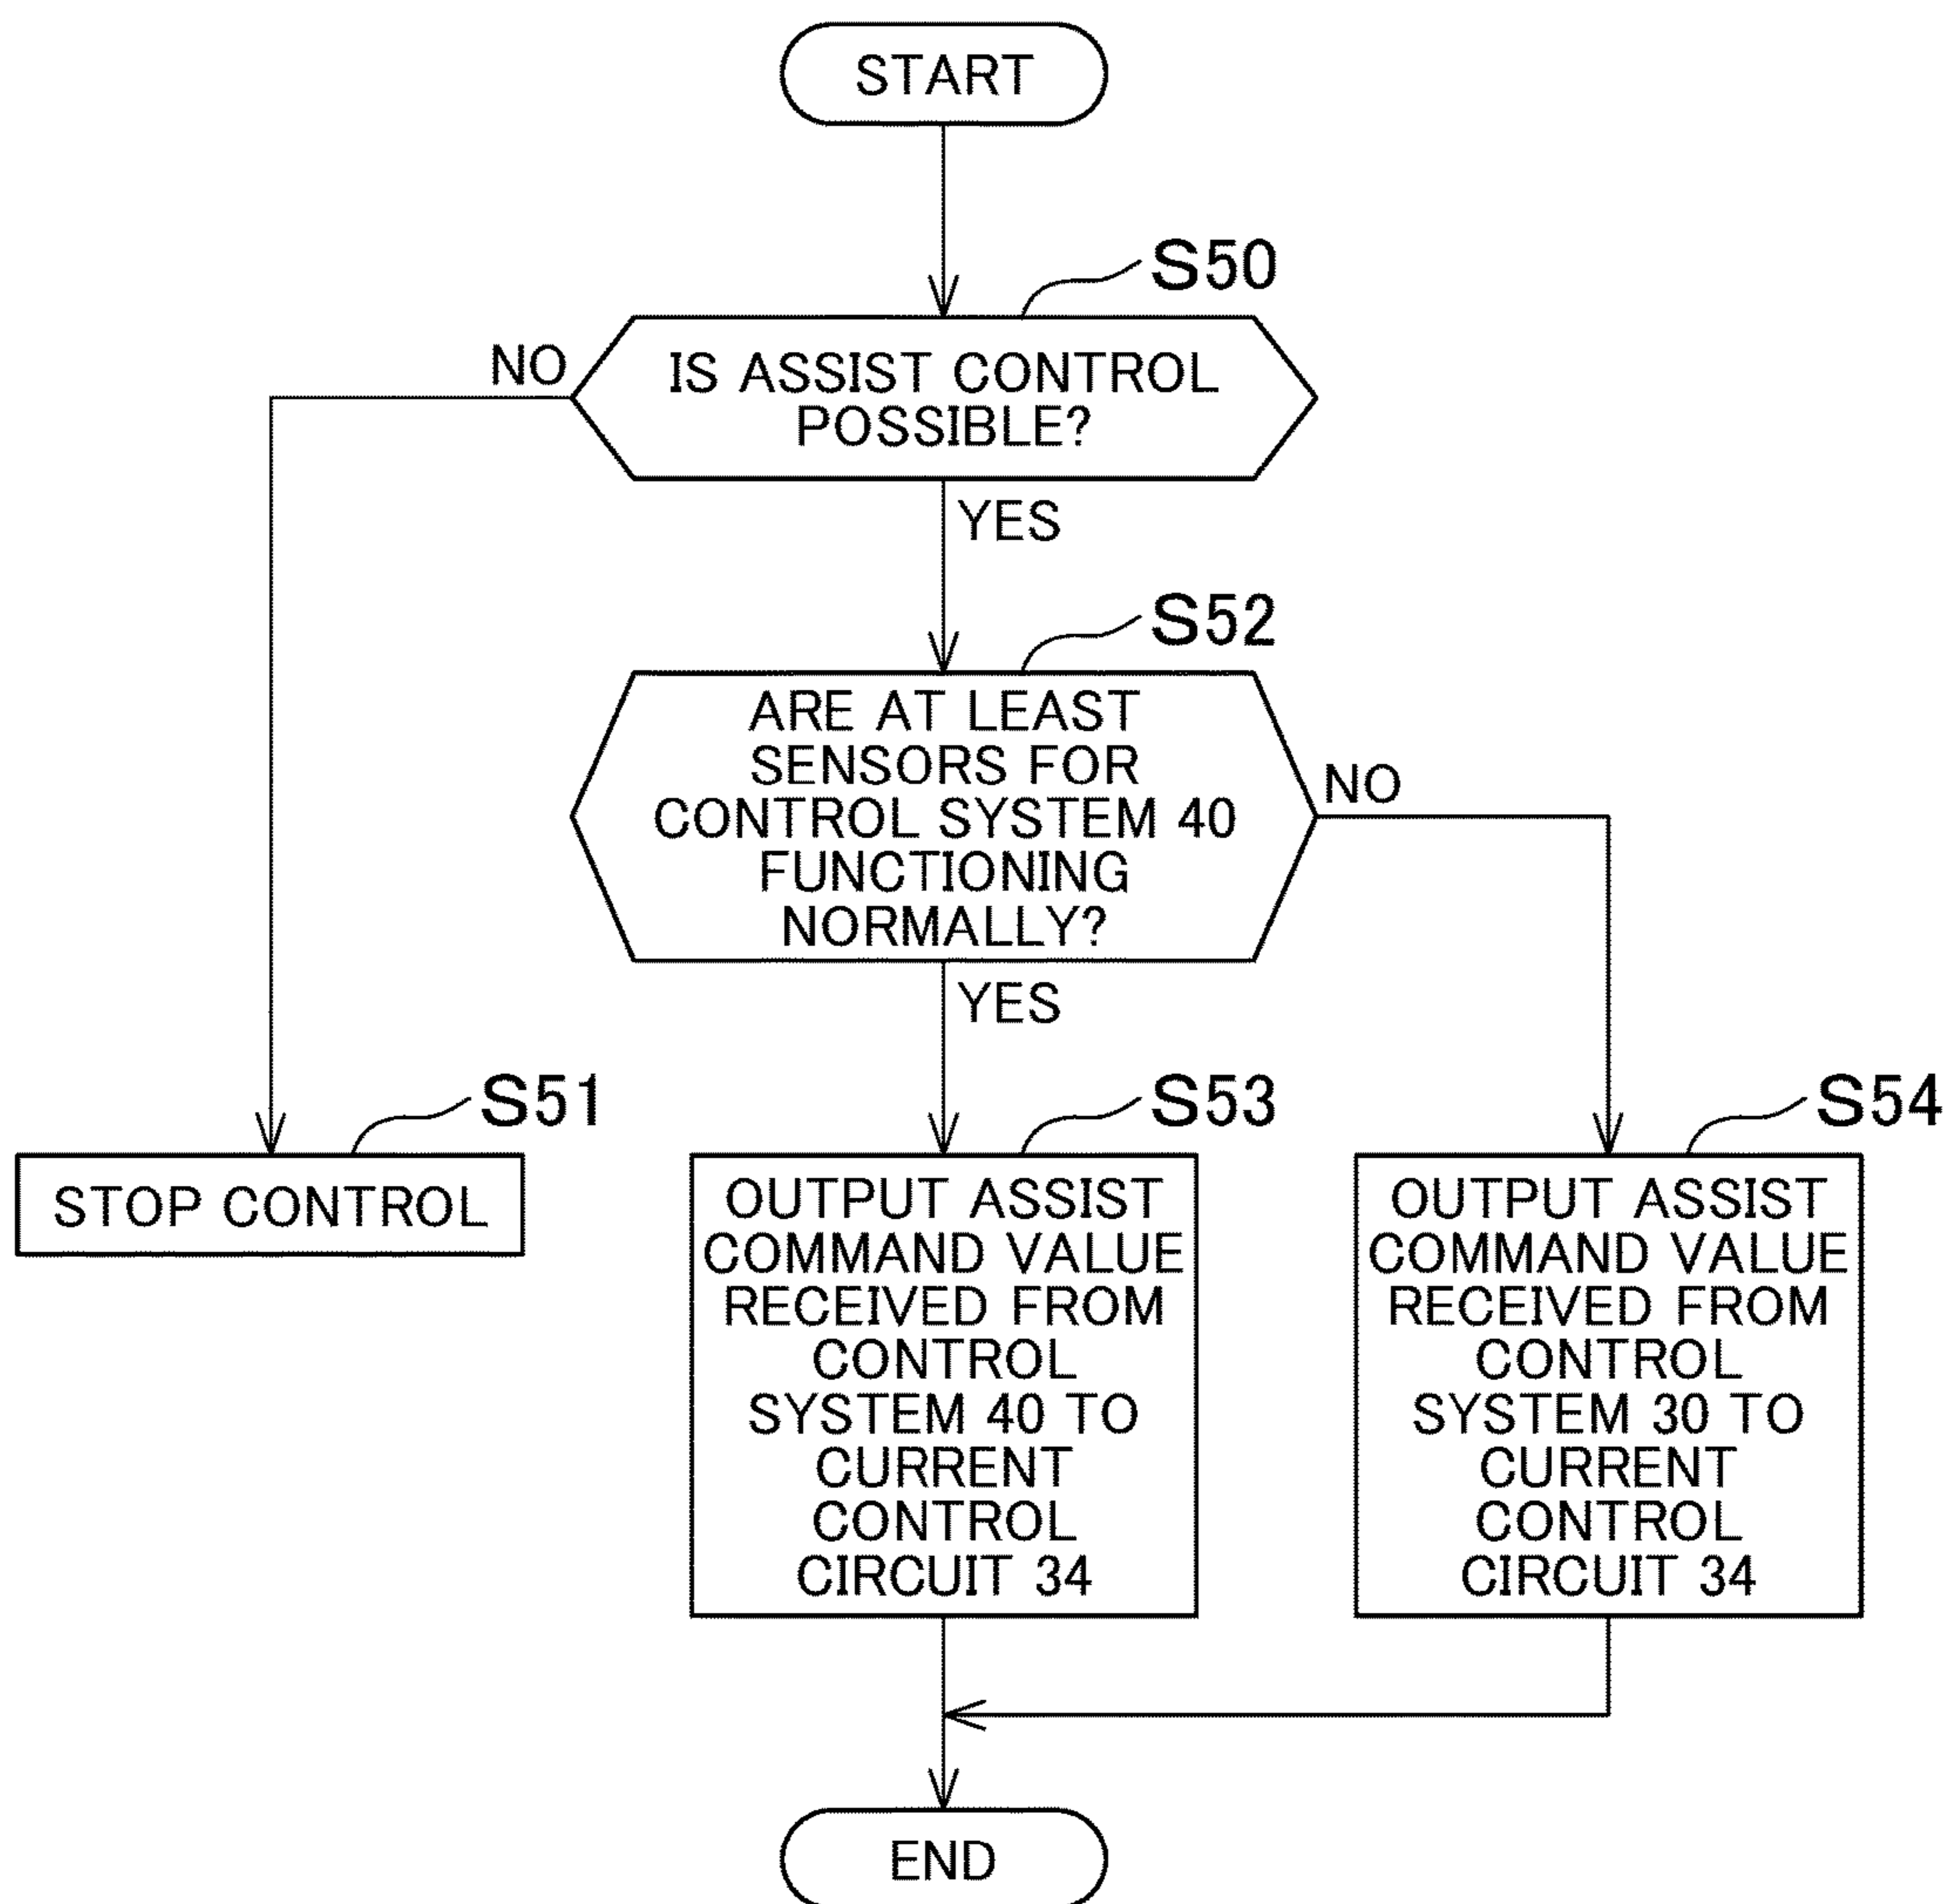 START
S50
IS ASSIST CONTROL
POSSIBLE?
NO
YES
S52
ARE AT LEAST
SENSORS FOR
CONTROL SYSTEM 40
FUNCTIONING
NORMALLY?
NO
YES
S51
STOP CONTROL
S53
OUTPUT ASSIST
COMMAND VALUE
RECEIVED FROM
CONTROL
SYSTEM 40 TO
CURRENT
CONTROL
CIRCUIT 34
S54
OUTPUT ASSIST
COMMAND VALUE
RECEIVED FROM
CONTROL
SYSTEM 30 TO
CURRENT
CONTROL
CIRCUIT 34
END